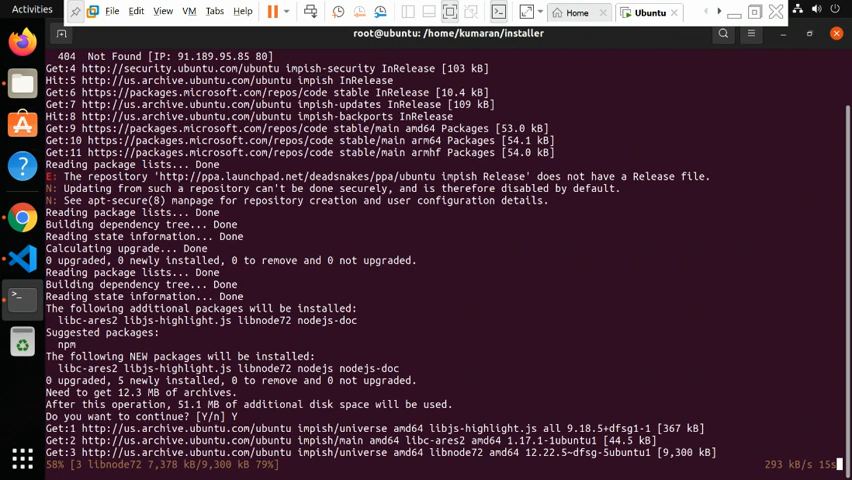 Activities
File Edit View VM Tabs Help
Home
Ubuntu
root@ubuntu: /home/kumaran/installer
404  Not Found [IP: 91.189.95.85 80]
Get:4 http://security.ubuntu.com/ubuntu impish-security InRelease [103 kB]
Hit:5 http://us.archive.ubuntu.com/ubuntu impish InRelease
Get:6 https://packages.microsoft.com/repos/code stable InRelease [10.4 kB]
Get:7 http://us.archive.ubuntu.com/ubuntu impish-updates InRelease [109 kB]
Hit:8 http://us.archive.ubuntu.com/ubuntu impish-backports InRelease
Get:9 https://packages.microsoft.com/repos/code stable/main amd64 Packages [53.0 kB]
Get:10 https://packages.microsoft.com/repos/code stable/main arm64 Packages [54.1 kB]
Get:11 https://packages.microsoft.com/repos/code stable/main armhf Packages [54.0 kB]
Reading package lists... Done
E: The repository 'http://ppa.launchpad.net/deadsnakes/ppa/ubuntu impish Release' does not have a Release file.
N: Updating from such a repository can't be done securely, and is therefore disabled by default.
N: See apt-secure(8) manpage for repository creation and user configuration details.
Reading package lists... Done
Building dependency tree... Done
Reading state information... Done
Calculating upgrade... Done
0 upgraded, 0 newly installed, 0 to remove and 0 not upgraded.
Reading package lists... Done
Building dependency tree... Done
Reading state information... Done
The following additional packages will be installed:
libc-ares2 libjs-highlight.js libnode72 nodejs-doc
Suggested packages:
npm
The following NEW packages will be installed:
libc-ares2 libjs-highlight.js libnode72 nodejs nodejs-doc
0 upgraded, 5 newly installed, 0 to remove and 0 not upgraded.
Need to get 12.3 MB of archives.
After this operation, 51.1 MB of additional disk space will be used.
Do you want to continue? [Y/n] Y
Get:1 http://us.archive.ubuntu.com/ubuntu impish/universe amd64 libjs-highlight.js all 9.18.5+dfsg1-1 [367 kB]
Get:2 http://us.archive.ubuntu.com/ubuntu impish/main amd64 libc-ares2 amd64 1.17.1-1ubuntu1 [44.5 kB]
Get:3 http://us.archive.ubuntu.com/ubuntu impish/universe amd64 libnode72 amd64 12.22.5~dfsg-5ubuntu1 [9,300 kB]
58% [3 libnode72 7,378 kB/9,300 kB 79%] 293 kB/s 15s